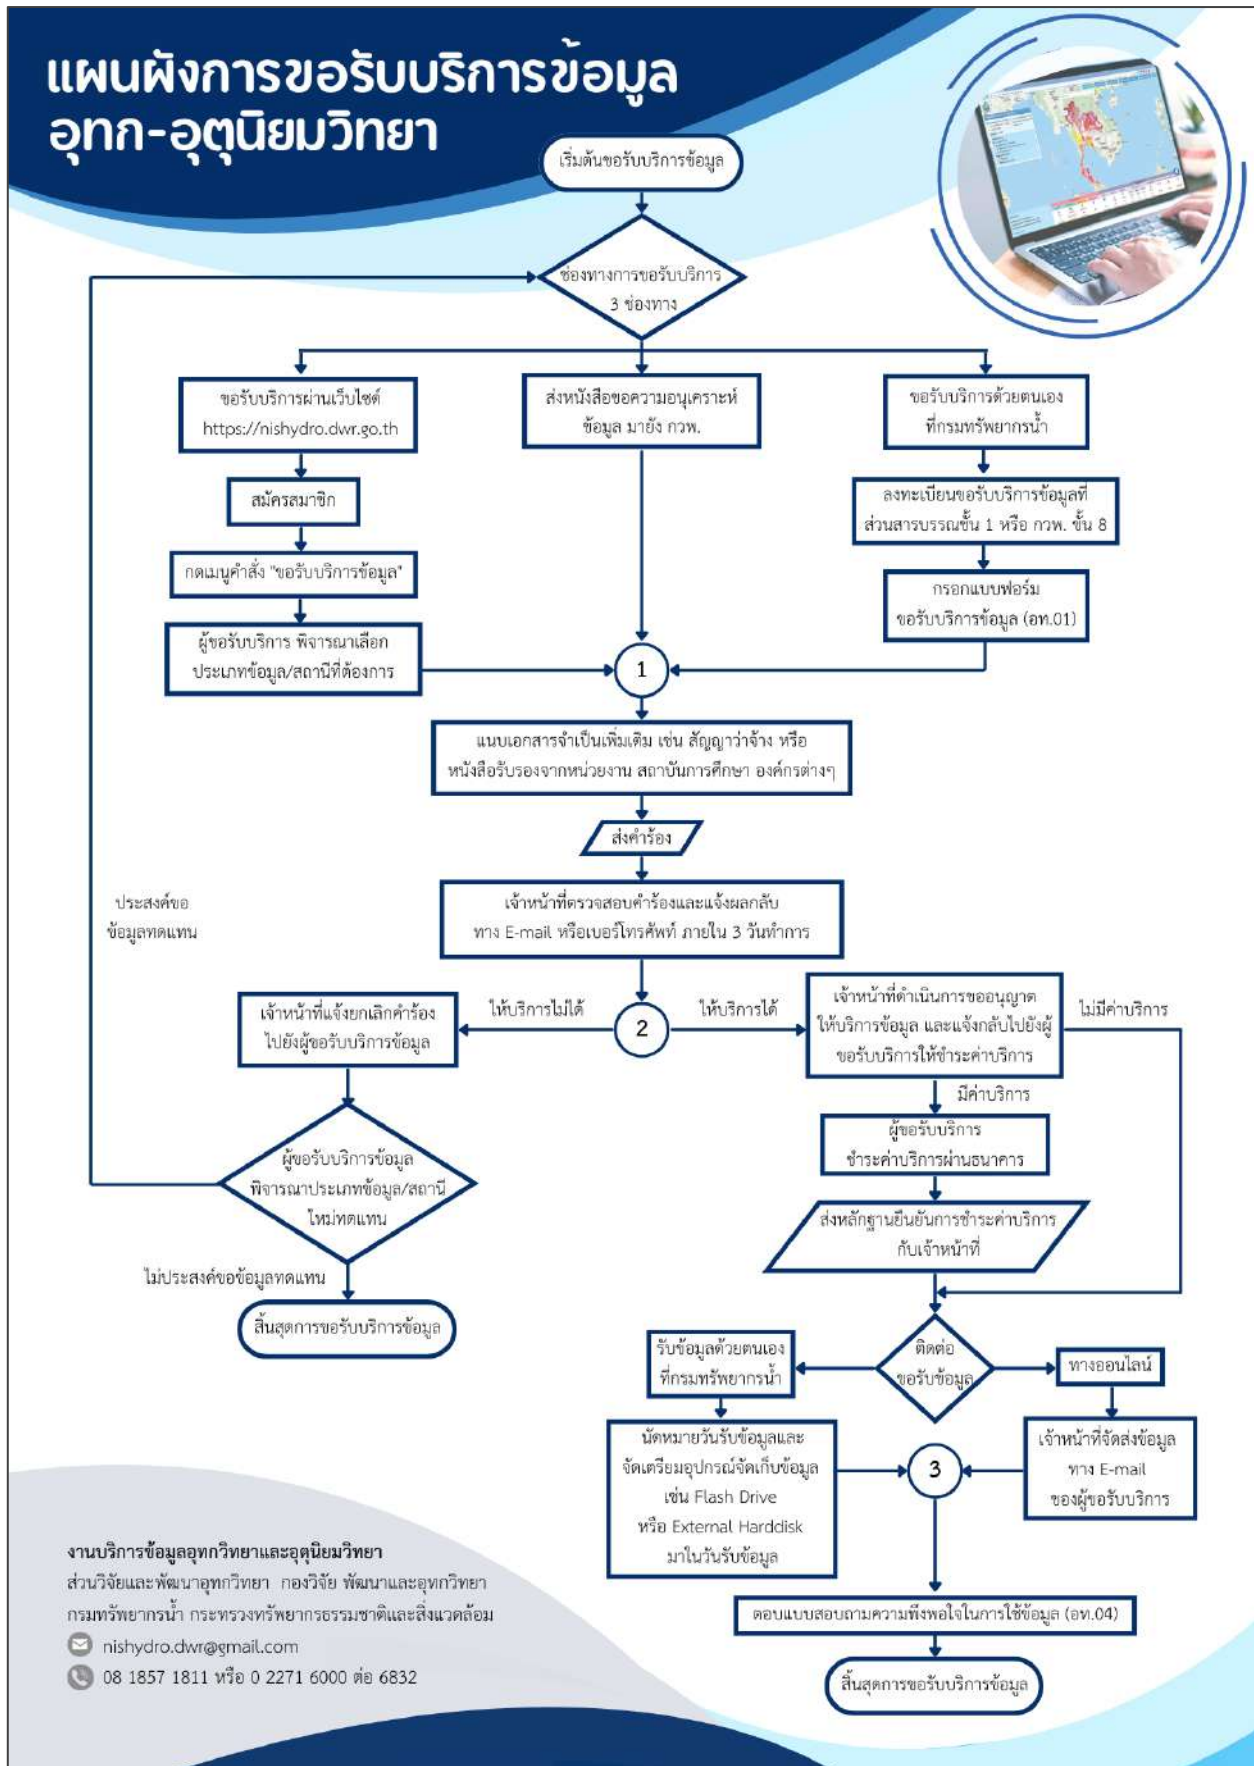 แผนผังการขอรับบริการข้อมูล
อุทก-อุตุนิยมวิทยา
เริ่มต้นขอรับบริการข้อมูล
ช่องทางการขอรับบริการ
3 ช่องทาง
ขอรับบริการผ่านเว็บไซต์
https://nishydro.dwr.go.th
ส่งหนังสือขอความอนุเคราะห์
ข้อมูล มายัง กวพ.
ขอรับบริการด้วยตนเอง
ที่กรมทรัพยากรน้ำ
สมัครสมาชิก
ลงทะเบียนขอรับบริการข้อมูลที่
ส่วนสารบรรณชั้น 1 หรือ กวพ. ชั้น 8
กดเมนูคำสั่ง "ขอรับบริการข้อมูล"
กรอกแบบฟอร์ม
ขอรับบริการข้อมูล (อท.01)
ผู้ขอรับบริการ พิจารณาเลือก
ประเภทข้อมูล/สถานีที่ต้องการ
1
แนบเอกสารจำเป็นเพิ่มเติม เช่น สัญญาว่าจ้าง หรือ
หนังสือรับรองจากหน่วยงาน สถาบันการศึกษา องค์กรต่างๆ
ส่งคำร้อง
เจ้าหน้าที่ตรวจสอบคำร้องและแจ้งผลกลับ
ทาง E-mail หรือเบอร์โทรศัพท์ ภายใน 3 วันทำการ
ประสงค์ขอ
ข้อมูลทดแทน
เจ้าหน้าที่แจ้งยกเลิกคำร้อง
ไปยังผู้ขอรับบริการข้อมูล
ให้บริการไม่ได้
2
ให้บริการได้
เจ้าหน้าที่ดำเนินการขออนุญาต
ให้บริการข้อมูล และแจ้งกลับไปยังผู้
ขอรับบริการให้ชำระค่าบริการ
ไม่มีค่าบริการ
มีค่าบริการ
ผู้ขอรับบริการ
ชำระค่าบริการผ่านธนาคาร
ผู้ขอรับบริการข้อมูล
พิจารณาประเภทข้อมูล/สถานี
ใหม่ทดแทน
ส่งหลักฐานยืนยันการชำระค่าบริการ
กับเจ้าหน้าที่
ไม่ประสงค์ขอข้อมูลทดแทน
สิ้นสุดการขอรับบริการข้อมูล
รับข้อมูลด้วยตนเอง
ที่กรมทรัพยากรน้ำ
ติดต่อ
ขอรับข้อมูล
ทางออนไลน์
นัดหมายวันรับข้อมูลและ
จัดเตรียมอุปกรณ์จัดเก็บข้อมูล
เช่น Flash Drive
หรือ External Harddisk
มาในวันรับข้อมูล
3
เจ้าหน้าที่จัดส่งข้อมูล
ทาง E-mail
ของผู้ขอรับบริการ
ตอบแบบสอบถามความพึงพอใจในการใช้ข้อมูล (อท.04)
สิ้นสุดการขอรับบริการข้อมูล
งานบริการข้อมูลอุทกวิทยาและอุตุนิยมวิทยา
ส่วนวิจัยและพัฒนาอุทกวิทยา กองวิจัย พัฒนาและอุทกวิทยา
กรมทรัพยากรน้ำ กระทรวงทรัพยากรธรรมชาติและสิ่งแวดล้อม
nishydro.dwr@gmail.com
08 1857 1811 หรือ 0 2271 6000 ต่อ 6832